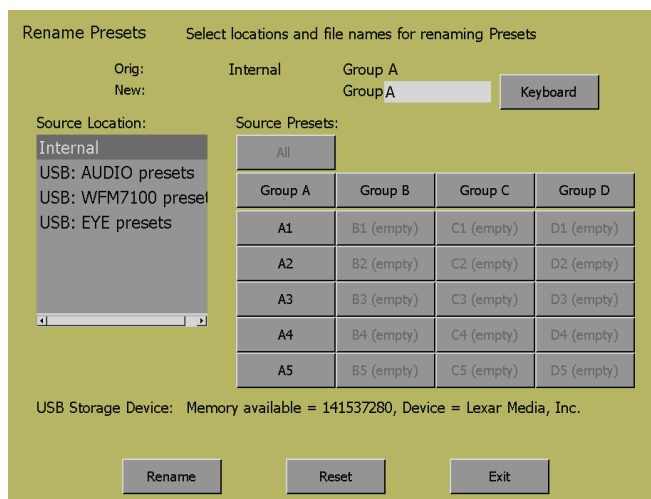 Rename Presets Select locations and file names for renaming Presets
Orig: Internal Group A
New: Group A Keyboard
Source Location: Source Presets:
Internal
USB: AUDIO presets
USB: WFM7100 preset
USB: EYE presets
All
Group A Group B Group C Group D
A1 B1 (empty) C1 (empty) D1 (empty)
A2 B2 (empty) C2 (empty) D2 (empty)
A3 B3 (empty) C3 (empty) D3 (empty)
A4 B4 (empty) C4 (empty) D4 (empty)
A5 B5 (empty) C5 (empty) D5 (empty)
USB Storage Device: Memory available = 141537280, Device = Lexar Media, Inc.
Rename Reset Exit